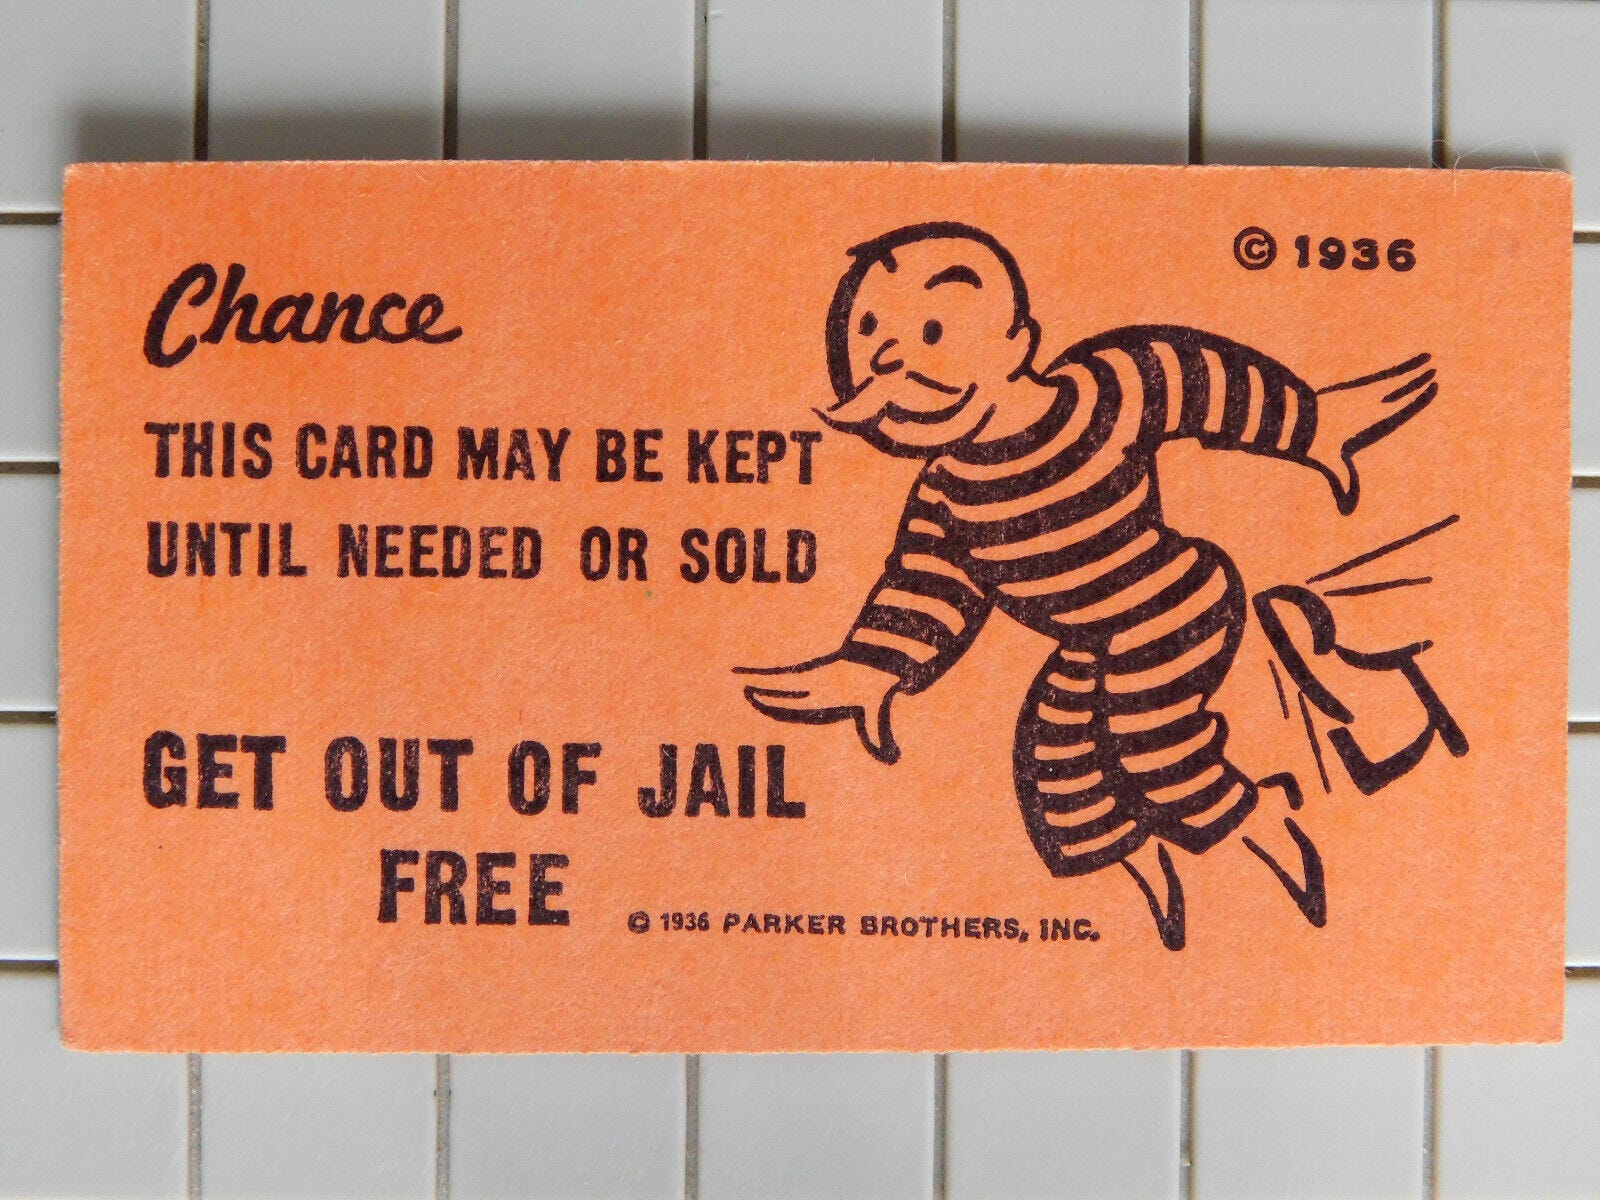 © 1936
Chance
THIS CARD MAY BE KEPT
UNTIL NEEDED OR SOLD
GET OUT OF JAIL
FREE
© 1936 PARKER BROTHERS, INC.